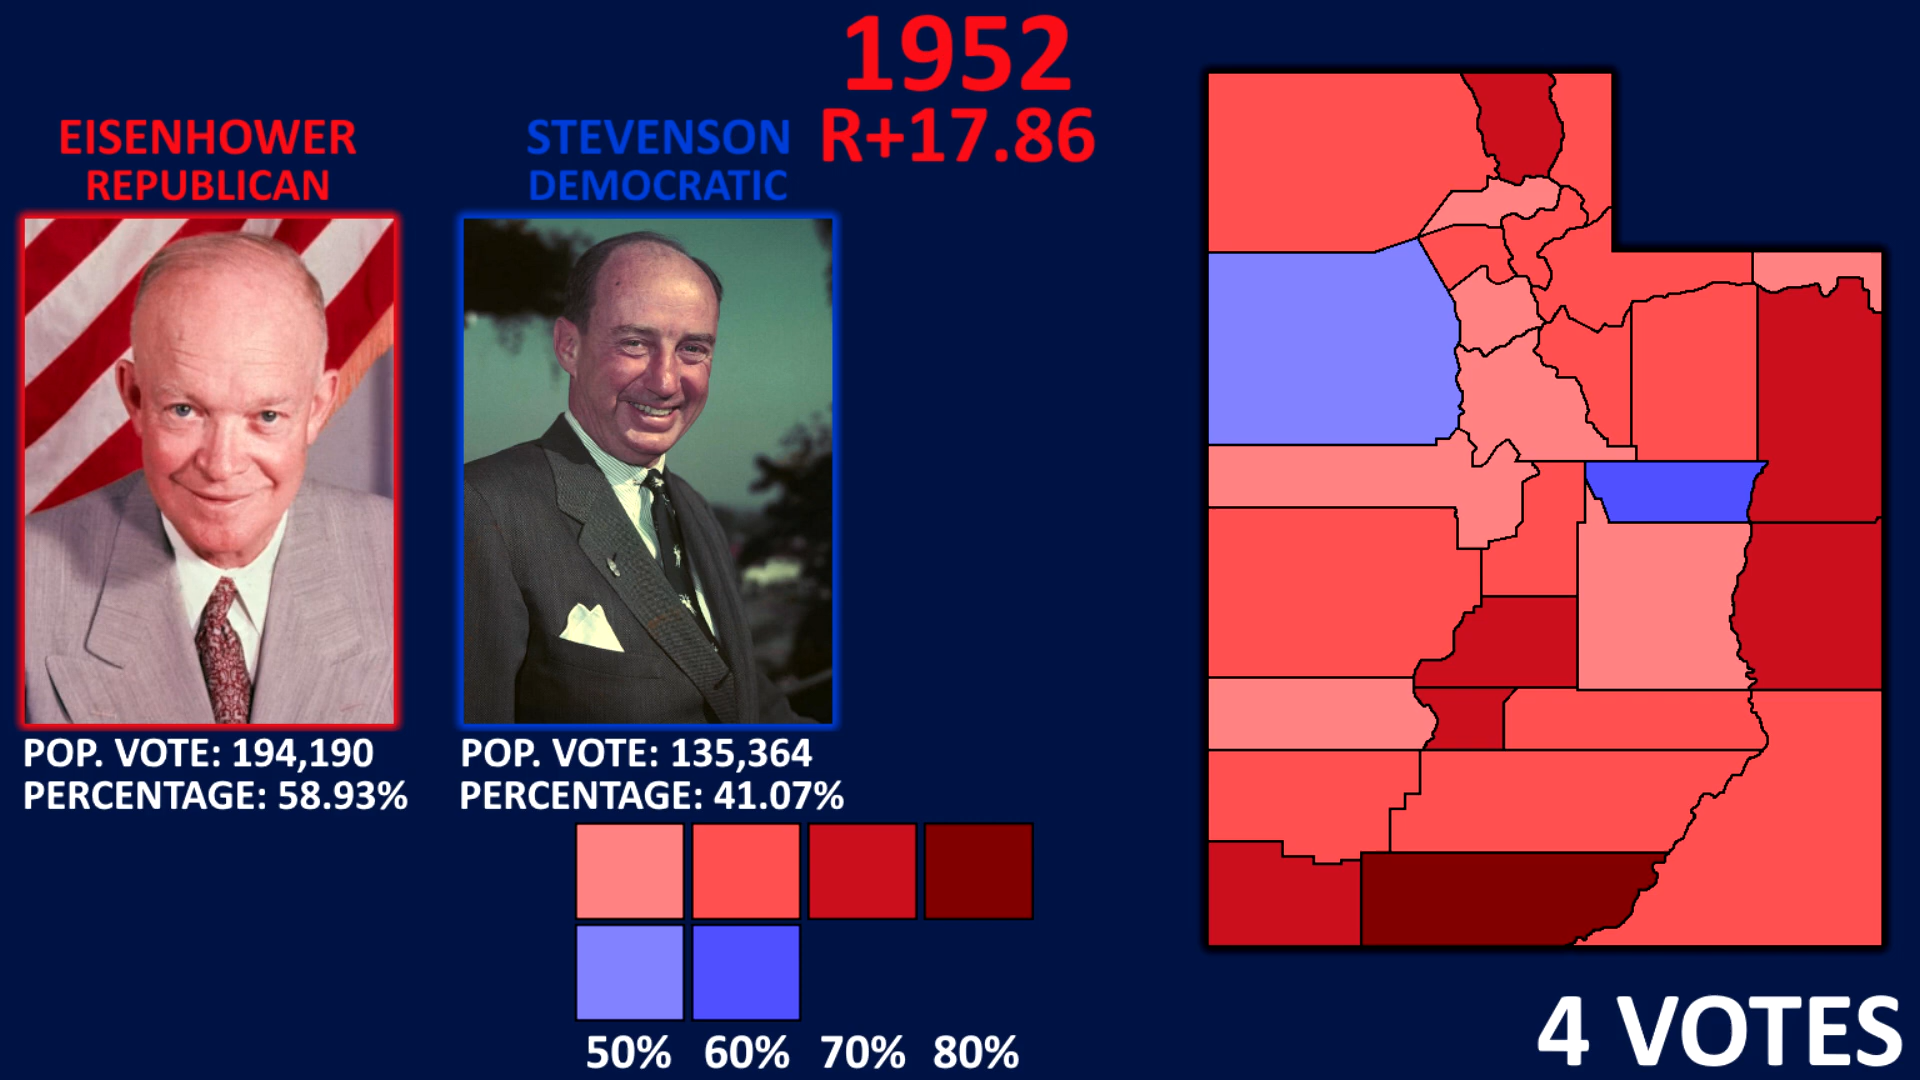 1952
R+17.86
EISENHOWER
REPUBLICAN
STEVENSON
DEMOCRATIC
POP. VOTE: 194,190
PERCENTAGE: 58.93%
POP. VOTE: 135,364
PERCENTAGE: 41.07%
50% 60% 70% 80%
4 VOTES